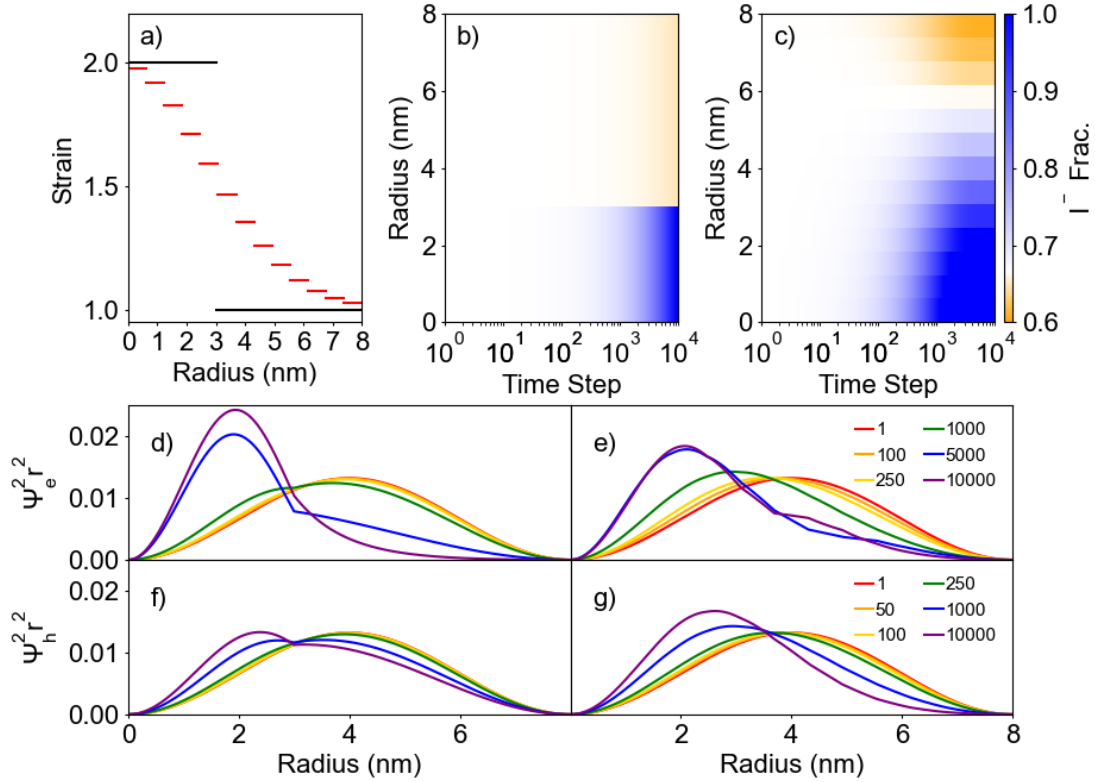 a)
2.0
1.5
1.0
Strain
0 1 2 3 4 5 6 7 8
Radius (nm)
b)
8
6
4
2
0
Radius (nm)
10^0 10^1 10^2 10^3 10^4
Time Step
c)
8
6
4
2
0
Radius (nm)
10^0 10^1 10^2 10^3 10^4
Time Step
1.0
0.9
0.8
0.7
0.6
I^- Frac.
d)
0.02
0.01
0.00
Ψ_e^2 r^2
e)
1 1000
100 5000
250 10000
f)
0.02
0.01
0.00
Ψ_h^2 r^2
0 2 4 6
Radius (nm)
g)
1 250
50 1000
100 10000
2 4 6 8
Radius (nm)